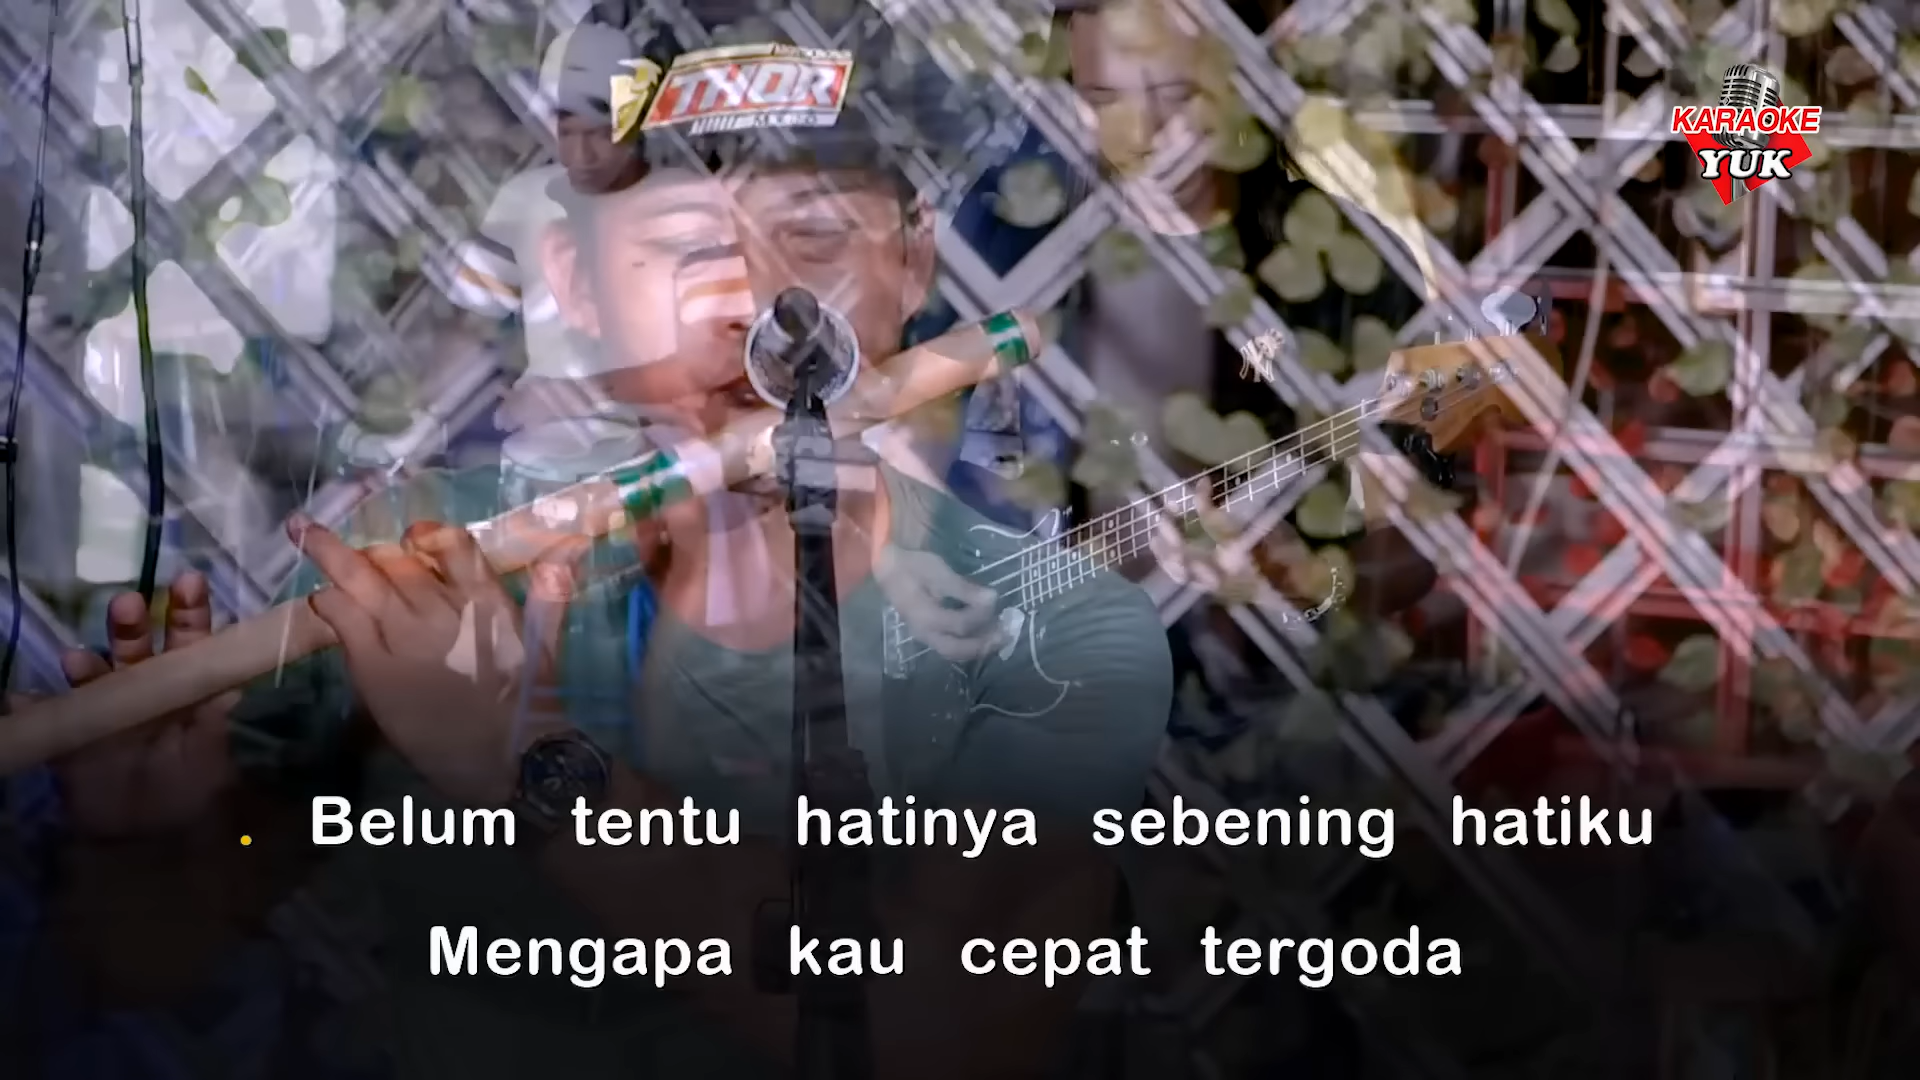 THOR
KARAOKE
YUK
. Belum tentu hatinya sebening hatiku
Mengapa kau cepat tergoda